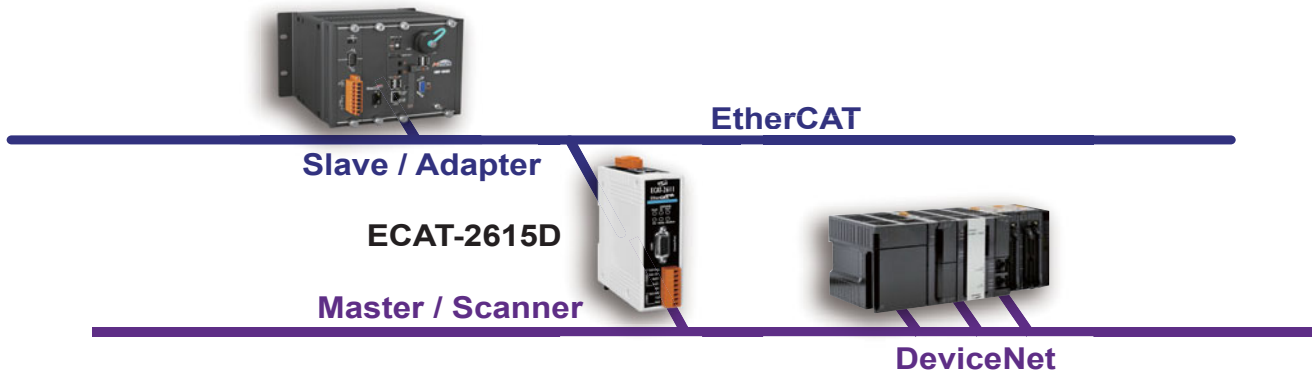 EtherCAT
Slave / Adapter
ECAT-2615D
Master / Scanner
DeviceNet